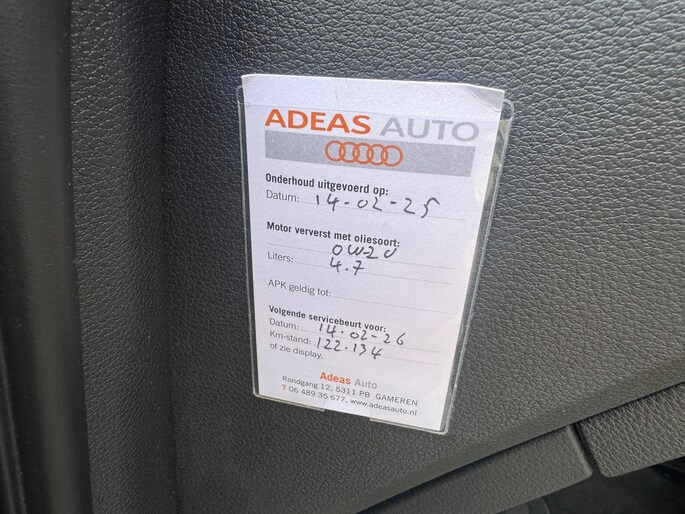 ADEAS AUTO
Onderhoud uitgevoerd op:
Datum: 14-02-25
Motor ververst met oliesoort:
0W20
Liters: 4.7
APK geldig tot:
Volgende servicebeurt voor:
Datum: 14-02-26
Km-stand: 122.134
of zie display.
Adeas Auto
Rondgang 12, 5311 PB GAMEREN
T 06 489 35 677, www.adeasauto.nl